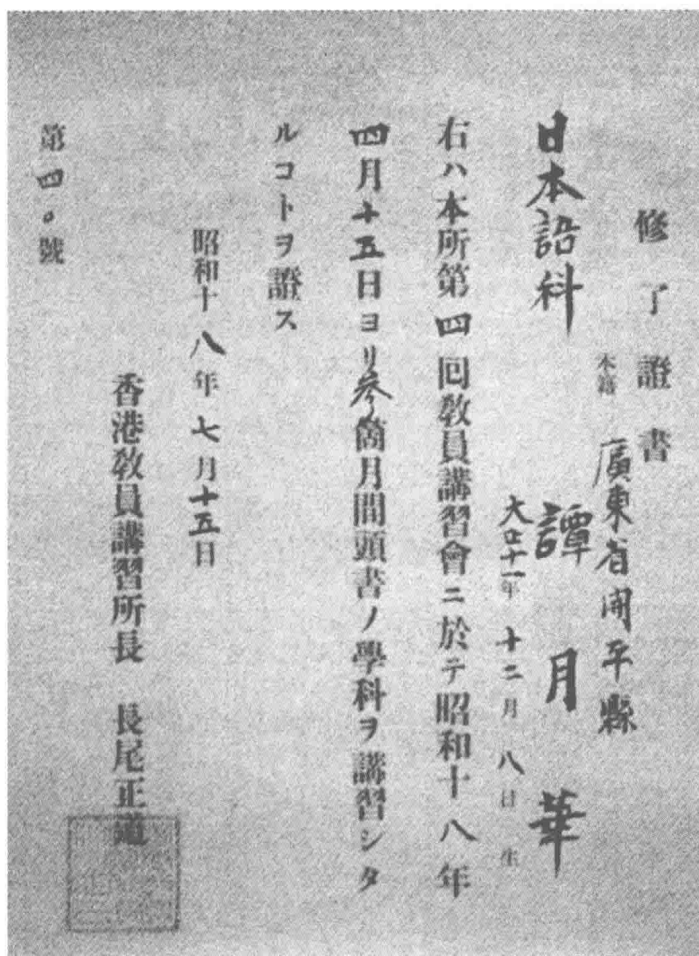 修了證書
本籍 廣東省開平縣
日本語科 譚月華
大正十一年十二月八日生
右ハ本所第四回敎員講習會ニ於テ昭和十八年
四月十五日ヨリ參箇月間頭書ノ學科ヲ講習シタ
ルコトヲ證ス
昭和十八年七月十五日
香港敎員講習所長 長尾正道
第四〇號